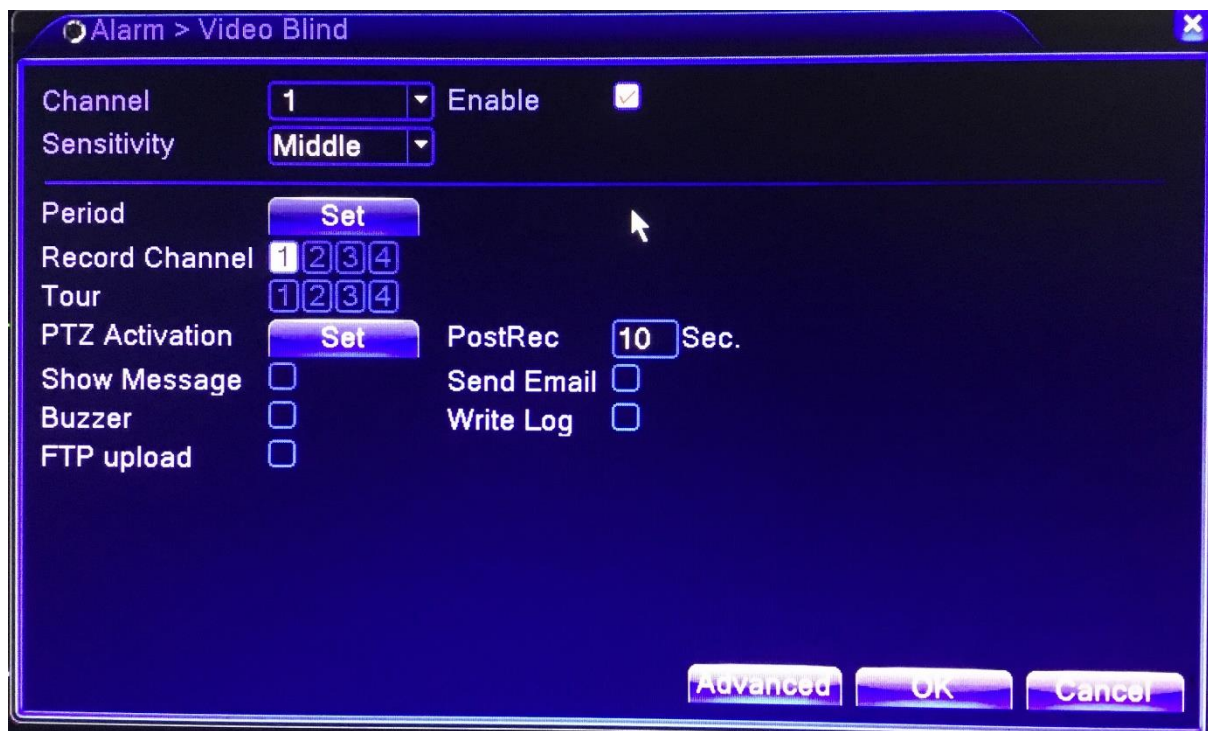 Alarm > Video Blind
Channel 1 Enable
Sensitivity Middle
Period Set
Record Channel 1 2 3 4
Tour 1 2 3 4
PTZ Activation Set PostRec 10 Sec.
Show Message Send Email
Buzzer Write Log
FTP upload
Advanced OK Cancel